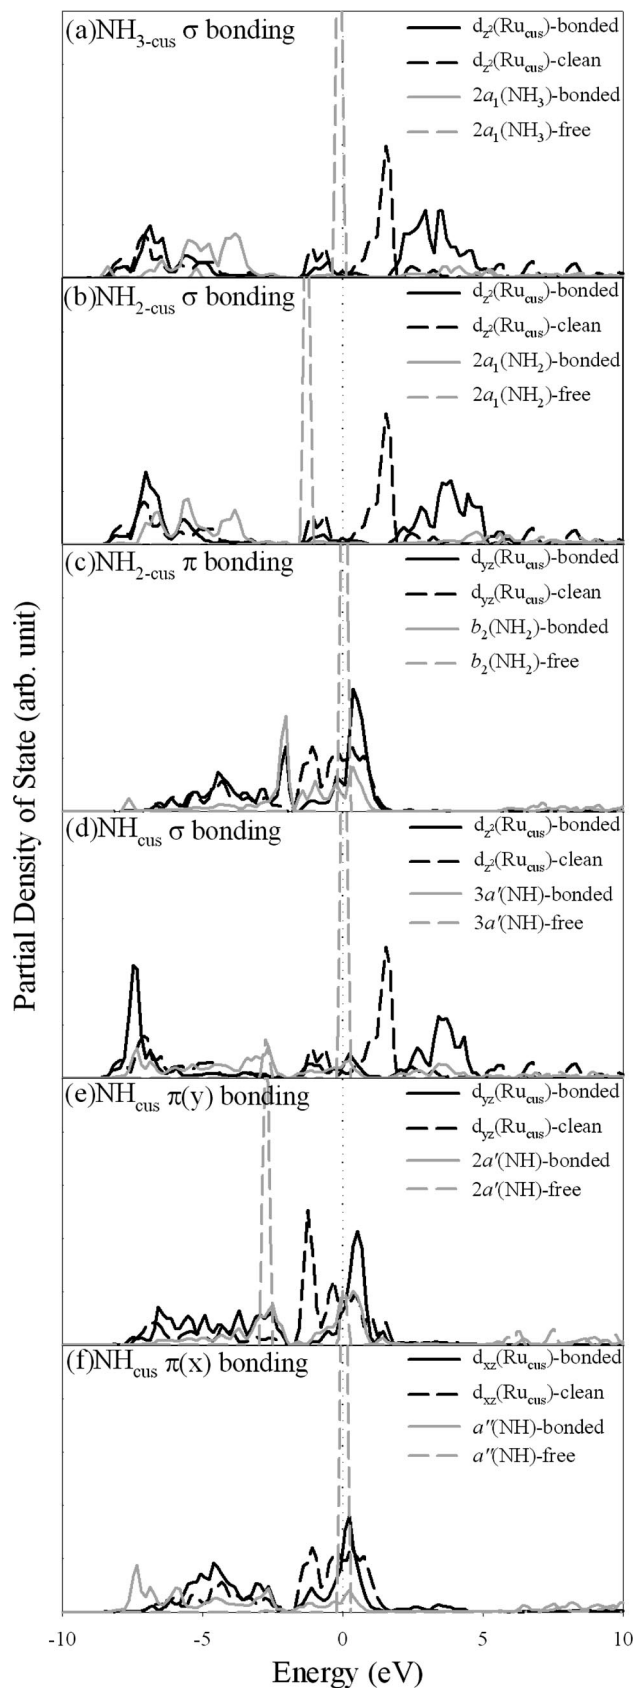 (a)NH3-cus σ bonding
dz²(Rucus)-bonded
dz²(Rucus)-clean
2a1(NH3)-bonded
2a1(NH3)-free
(b)NH2-cus σ bonding
dz²(Rucus)-bonded
dz²(Rucus)-clean
2a1(NH2)-bonded
2a1(NH2)-free
(c)NH2-cus π bonding
dyz(Rucus)-bonded
dyz(Rucus)-clean
b2(NH2)-bonded
b2(NH2)-free
(d)NHcus σ bonding
dz²(Rucus)-bonded
dz²(Rucus)-clean
3a'(NH)-bonded
3a'(NH)-free
(e)NHcus π(y) bonding
dyz(Rucus)-bonded
dyz(Rucus)-clean
2a'(NH)-bonded
2a'(NH)-free
(f)NHcus π(x) bonding
dxz(Rucus)-bonded
dxz(Rucus)-clean
a"(NH)-bonded
a"(NH)-free
Partial Density of State (arb. unit)
-10 -5 0 5 10
Energy (eV)